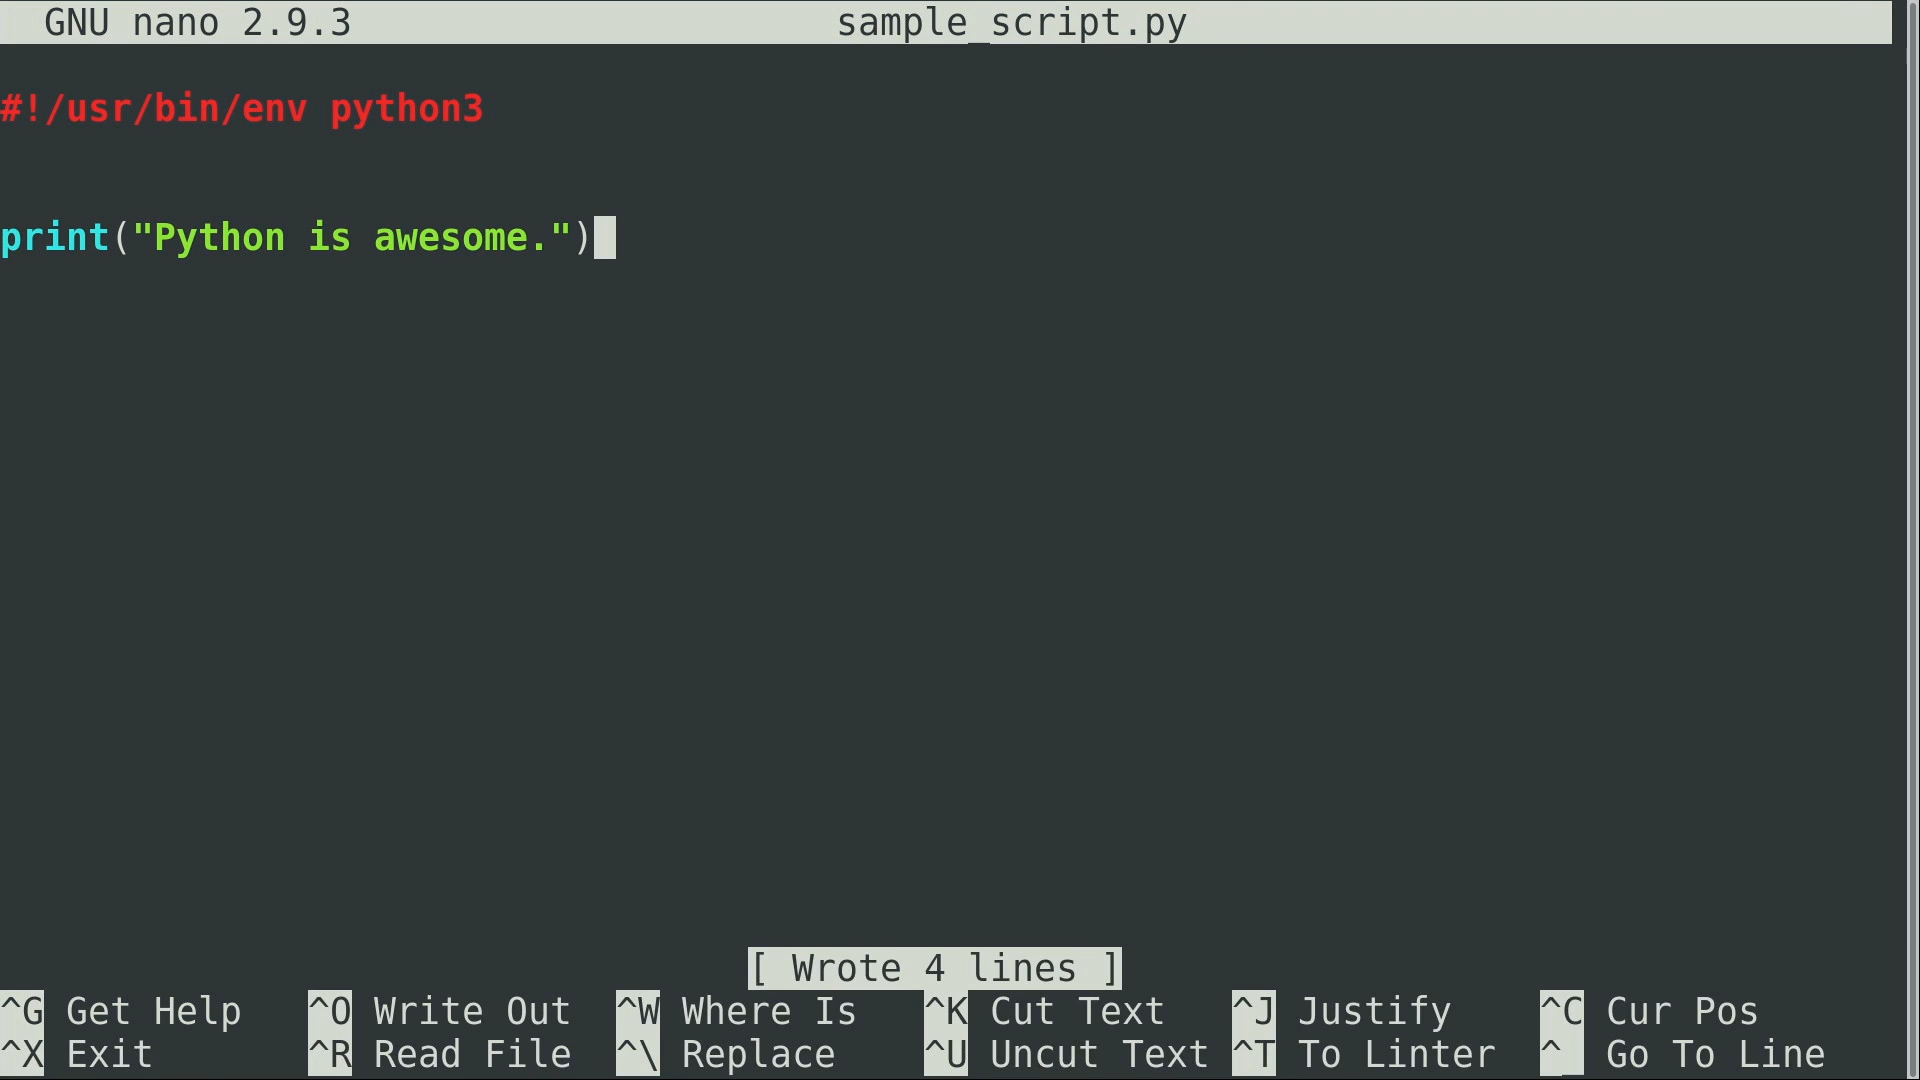 GNU nano 2.9.3 sample_script.py
#!/usr/bin/env python3
print("Python is awesome.")
[ Wrote 4 lines ]
^G Get Help ^O Write Out ^W Where Is ^K Cut Text ^J Justify ^C Cur Pos
^X Exit ^R Read File ^\ Replace ^U Uncut Text ^T To Linter ^_ Go To Line